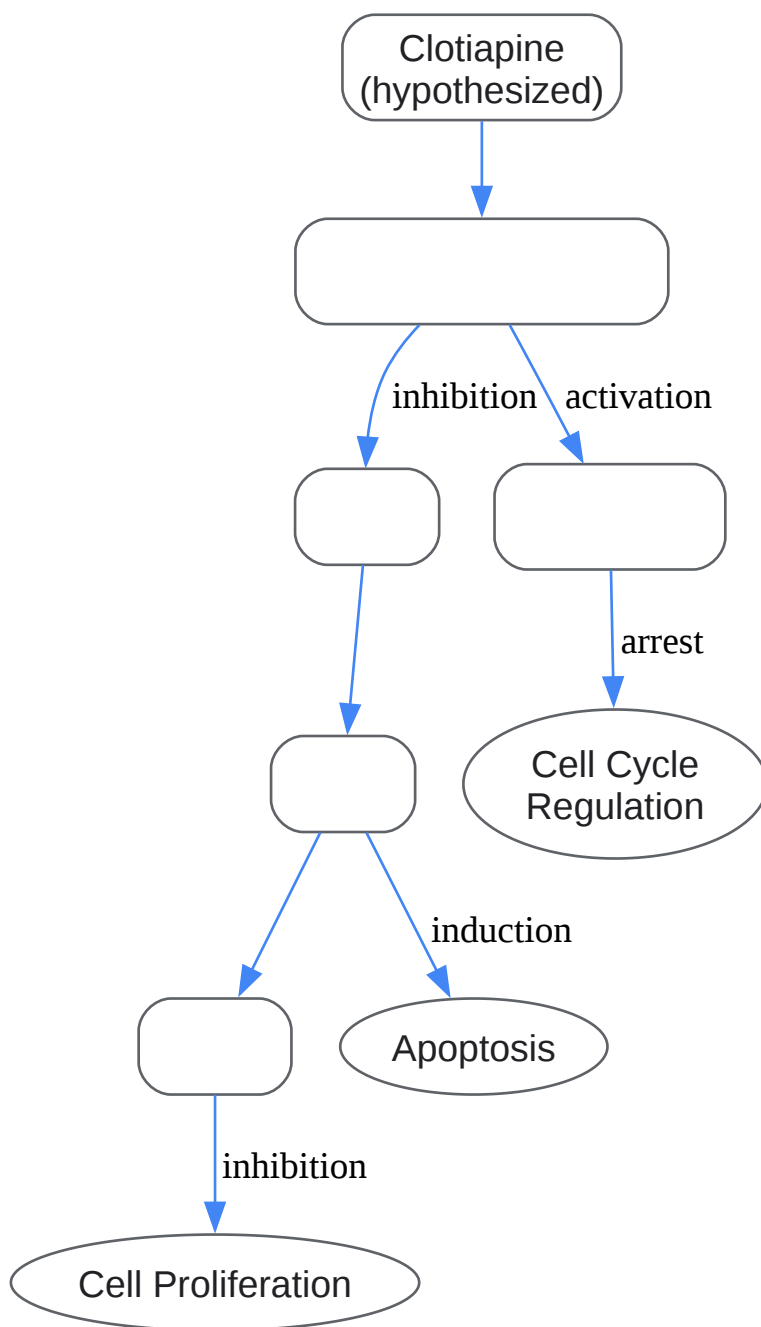 Clotiapine
(hypothesized)
inhibition
activation
arrest
Cell Cycle
Regulation
induction
Apoptosis
inhibition
Cell Proliferation